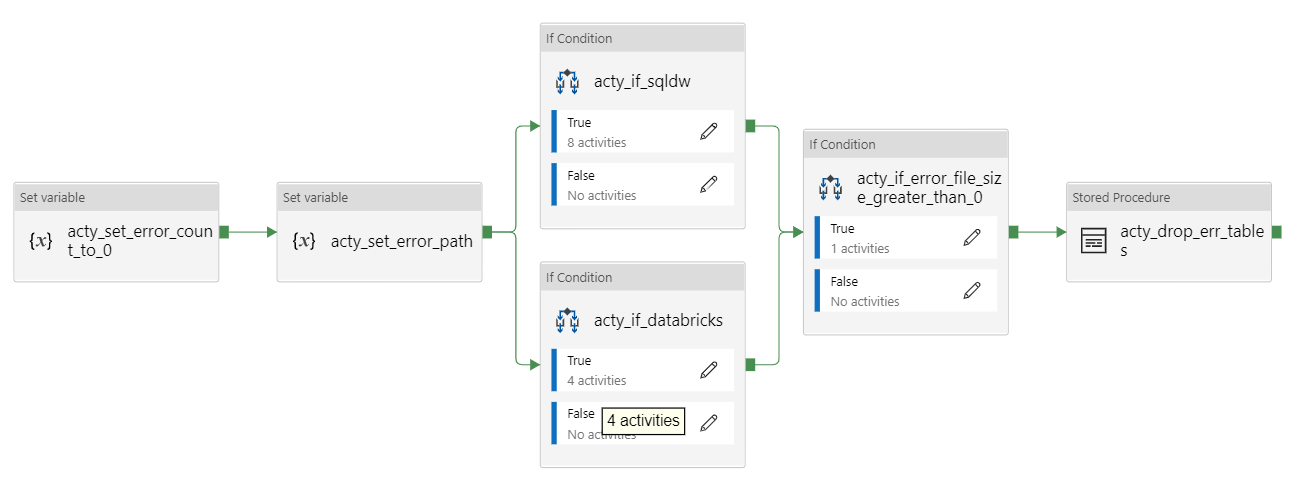 Set variable
{x}
acty_set_error_coun
t_to_0
Set variable
{x}
acty_set_error_path
If Condition
acty_if_sqldw
True
8 activities
False
No activities
If Condition
acty_if_databricks
True
4 activities
False
No activities
4 activities
If Condition
acty_if_error_file_siz
e_greater_than_0
True
1 activities
False
No activities
Stored Procedure
acty_drop_err_table
s